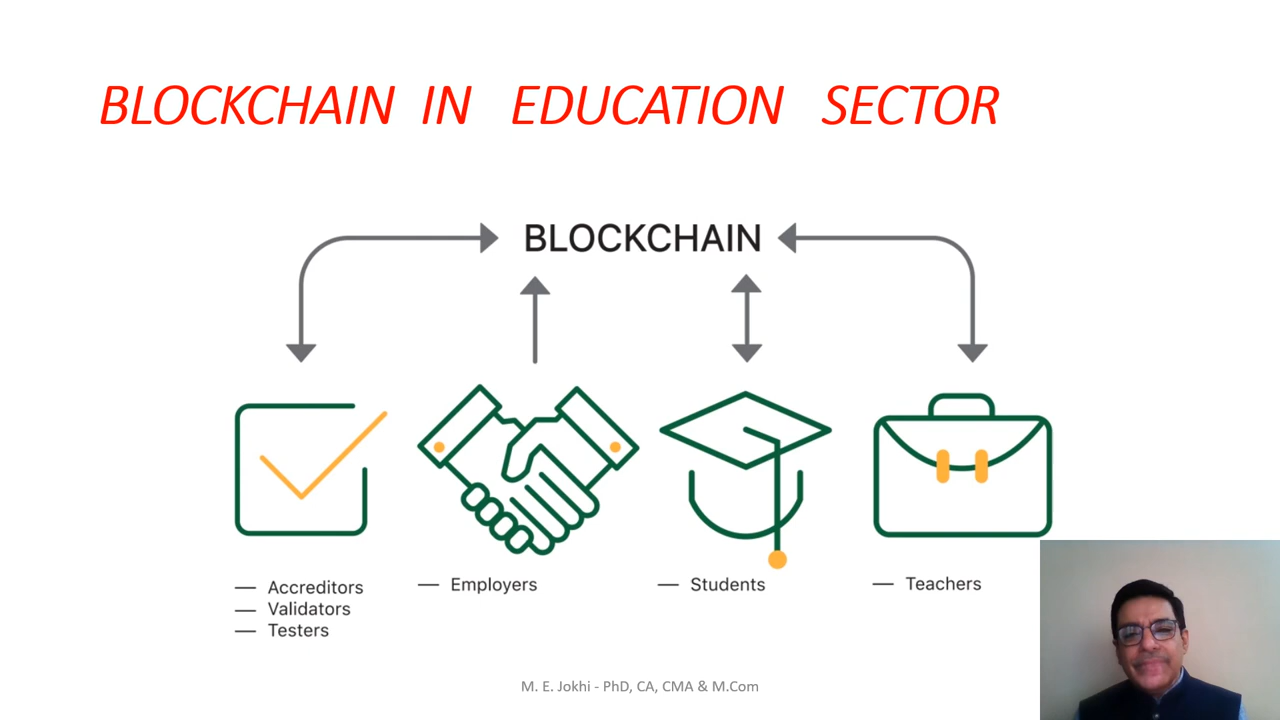 BLOCKCHAIN IN EDUCATION SECTOR
BLOCKCHAIN
— Accreditors
— Validators
— Testers
— Employers
— Students
— Teachers
M. E. Jokhi - PhD, CA, CMA & M.Com